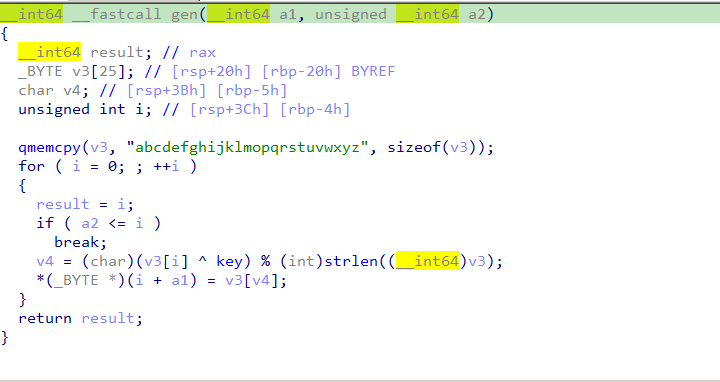 __int64 __fastcall gen(__int64 a1, unsigned __int64 a2)
{
  __int64 result; // rax
  _BYTE v3[25]; // [rsp+20h] [rbp-20h] BYREF
  char v4; // [rsp+3Bh] [rbp-5h]
  unsigned int i; // [rsp+3Ch] [rbp-4h]

  qmemcpy(v3, "abcdefghijklmopqrstuvwxyz", sizeof(v3));
  for ( i = 0; ; ++i )
  {
    result = i;
    if ( a2 <= i )
      break;
    v4 = (char)(v3[i] ^ key) % (int)strlen((__int64)v3);
    *(_BYTE *)(i + a1) = v3[v4];
  }
  return result;
}